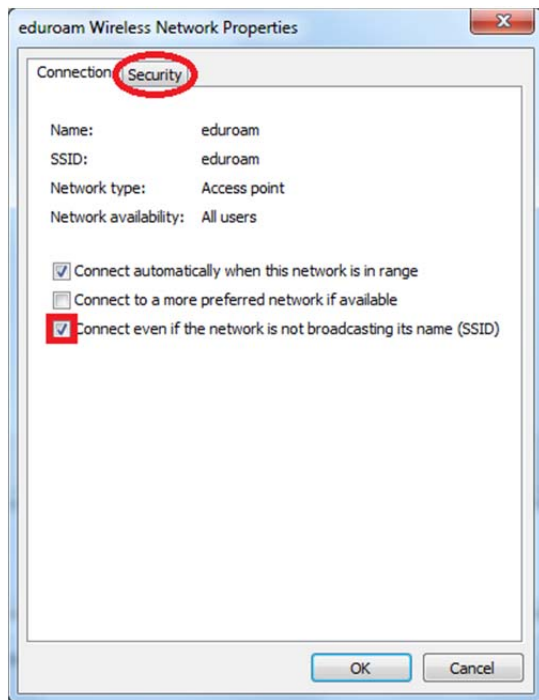 eduroam Wireless Network Properties
Connection Security
Name: eduroam
SSID: eduroam
Network type: Access point
Network availability: All users
Connect automatically when this network is in range
Connect to a more preferred network if available
Connect even if the network is not broadcasting its name (SSID)
OK Cancel